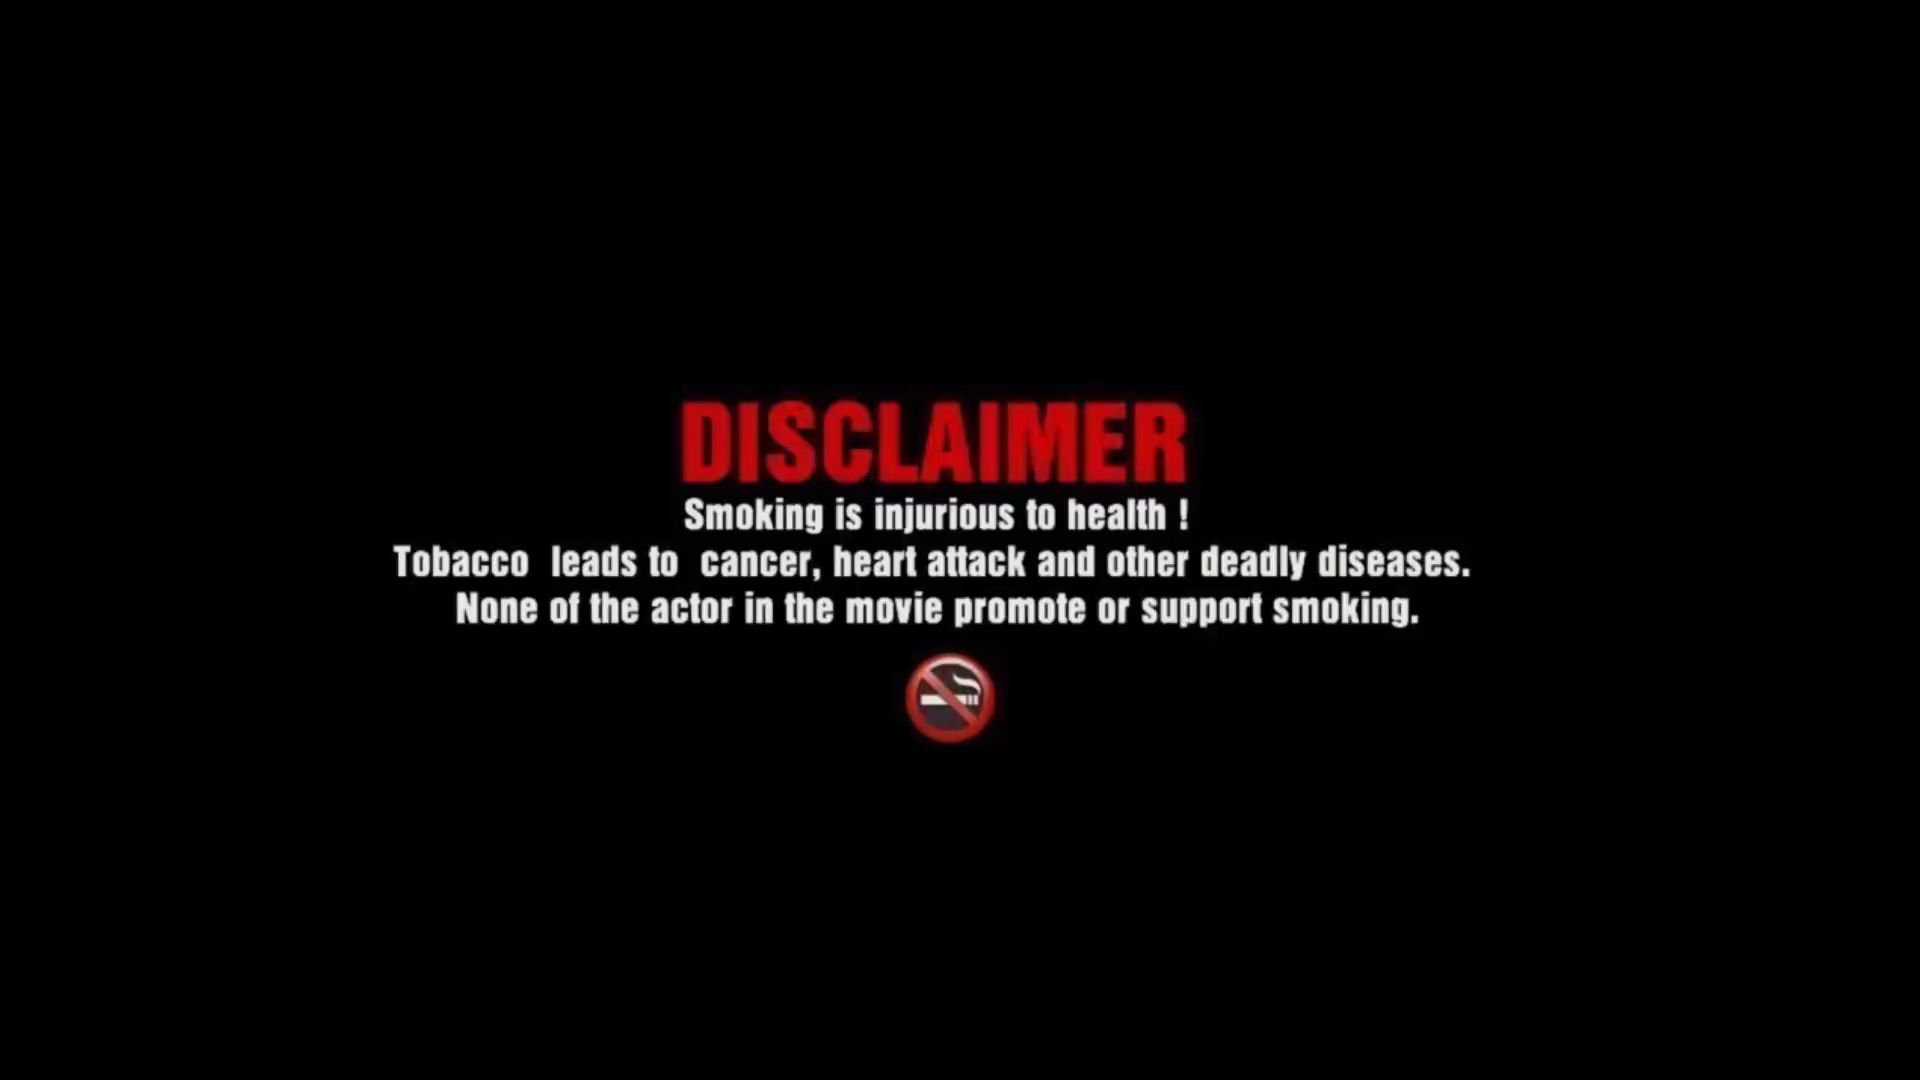 DISCLAIMER
Smoking is injurious to health !
Tobacco  leads to  cancer, heart attack and other deadly diseases.
None of the actor in the movie promote or support smoking.